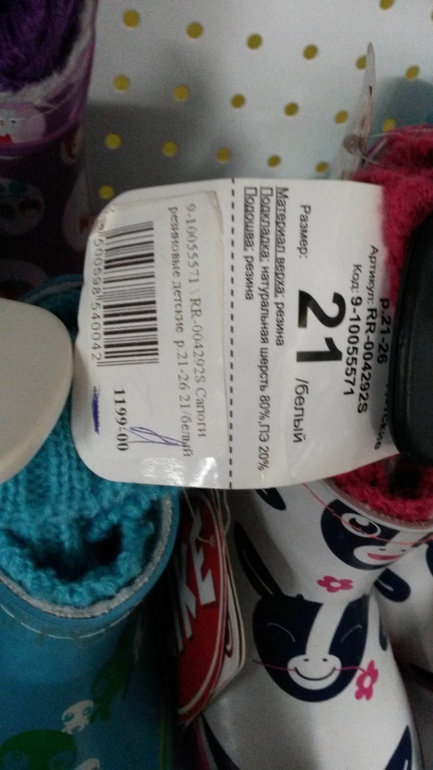 р.21-26
Артикул: RR-004292S
Код: 9-10055571
Размер:
21 /белый
Материал верха: резина
Подкладка: натуральная шерсть 80%,ПЭ 20%
Подошва: резина
9-10055571 \ RR-004292S Сапоги
резиновые детские р.21-26 21/белый
1199-00